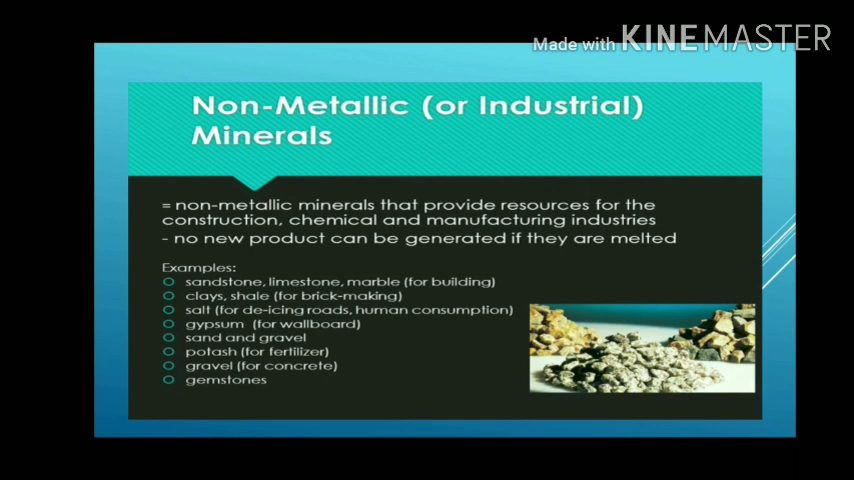 Made with KINEMASTER
Non-Metallic (or Industrial)
Minerals
= non-metallic minerals that provide resources for the
construction, chemical and manufacturing industries
- no new product can be generated if they are melted
Examples:
sandstone, limestone, marble (for building)
clays, shale (for brick-making)
salt (for de-icing roads, human consumption)
gypsum (for wallboard)
sand and gravel
potash (for fertilizer)
gravel (for concrete)
gemstones